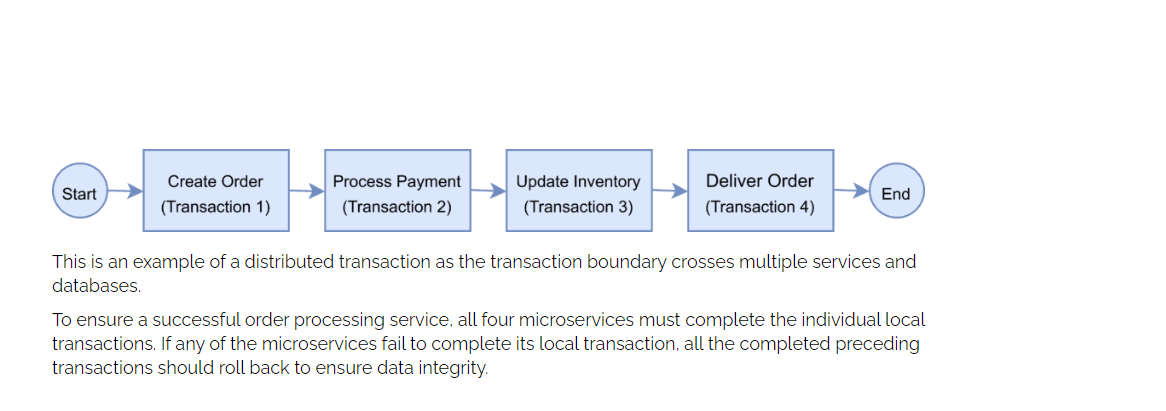 Start
Create Order
(Transaction 1)
Process Payment
(Transaction 2)
Update Inventory
(Transaction 3)
Deliver Order
(Transaction 4)
End
This is an example of a distributed transaction as the transaction boundary crosses multiple services and
databases.
To ensure a successful order processing service, all four microservices must complete the individual local
transactions. If any of the microservices fail to complete its local transaction, all the completed preceding
transactions should roll back to ensure data integrity.